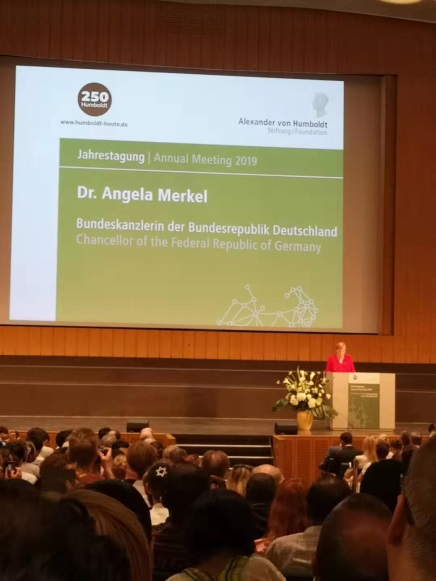 250
Humboldt
www.humboldt-heute.de
Alexander von Humboldt
Stiftung/Foundation
Jahrestagung | Annual Meeting 2019
Dr. Angela Merkel
Bundeskanzlerin der Bundesrepublik Deutschland
Chancellor of the Federal Republic of Germany